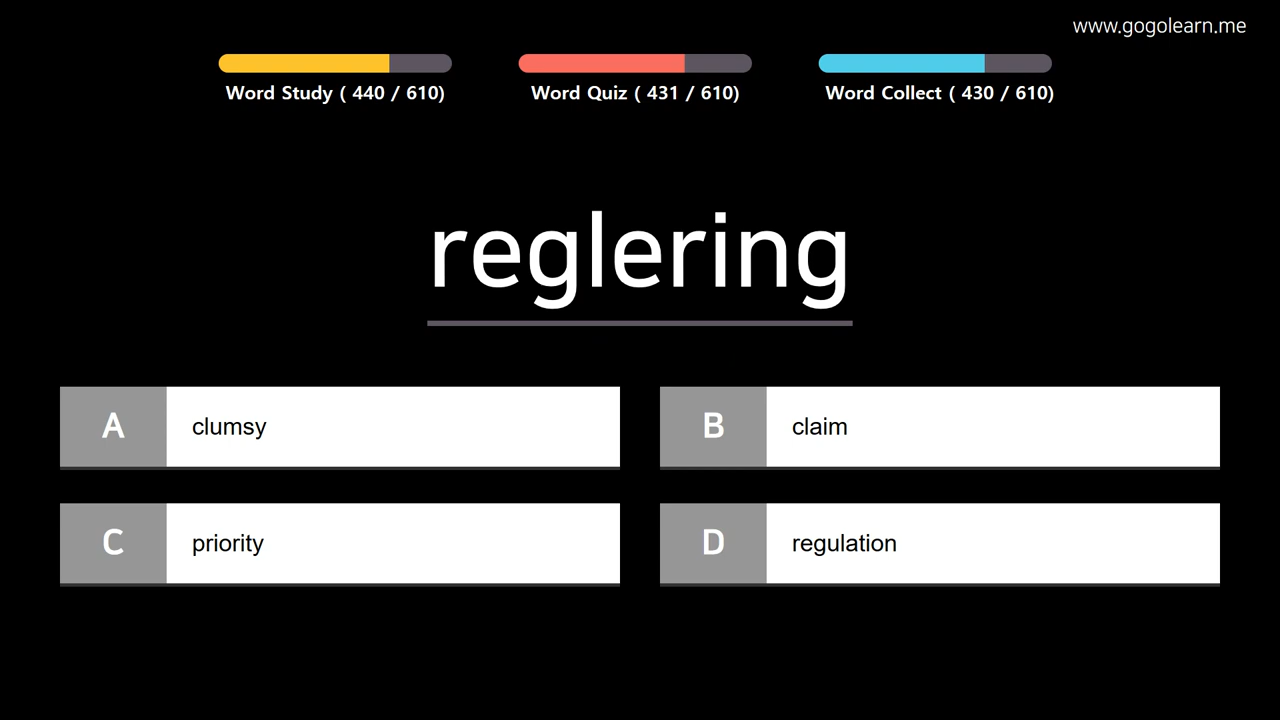 www.gogolearn.me
Word Study ( 440 / 610)
Word Quiz ( 431 / 610)
Word Collect ( 430 / 610)
reglering
A clumsy
B claim
C priority
D regulation